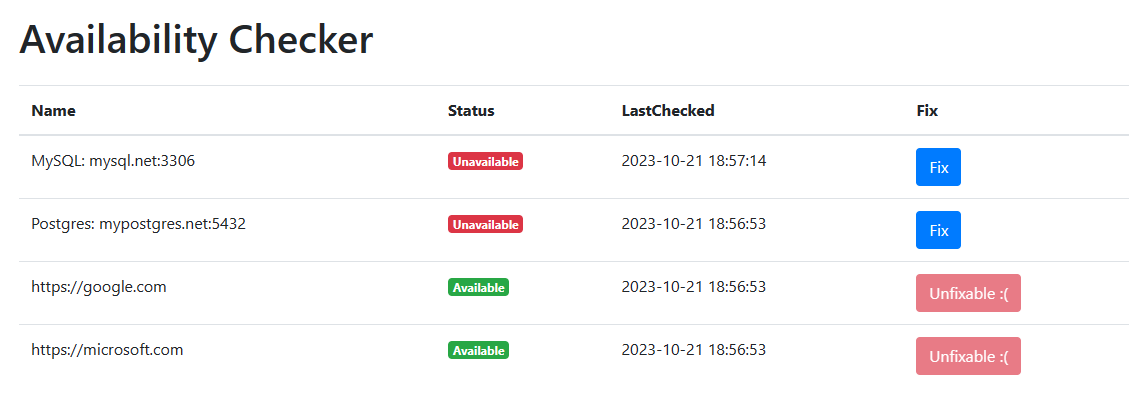 Availability Checker
Name Status LastChecked Fix
MySQL: mysql.net:3306 Unavailable 2023-10-21 18:57:14 Fix
Postgres: mypostgres.net:5432 Unavailable 2023-10-21 18:56:53 Fix
https://google.com Available 2023-10-21 18:56:53 Unfixable :(
https://microsoft.com Available 2023-10-21 18:56:53 Unfixable :(